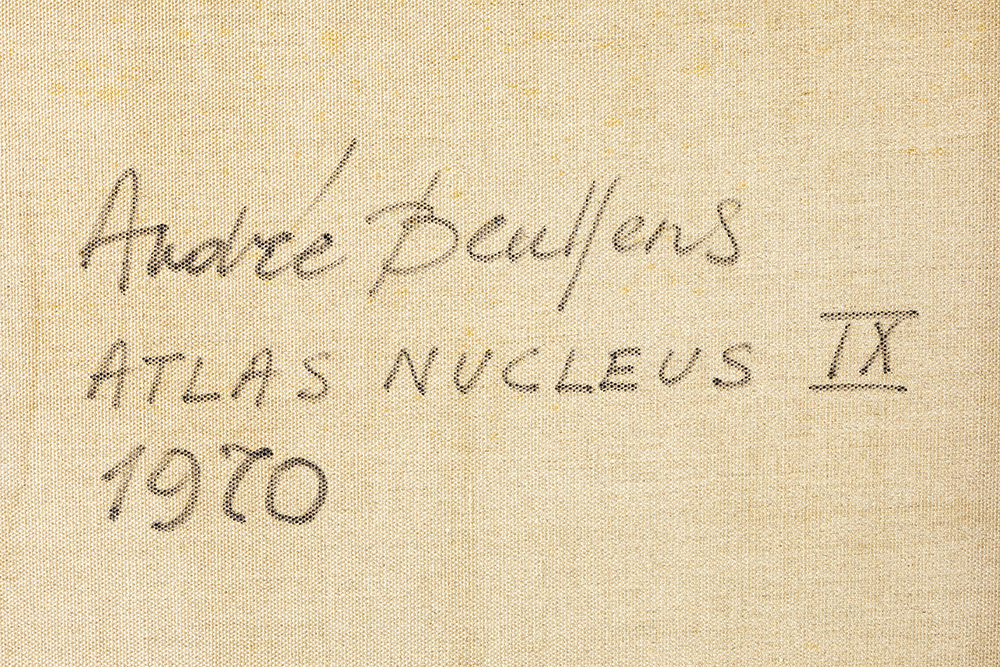 André Beullens
ATLAS NUCLEUS IX
1970